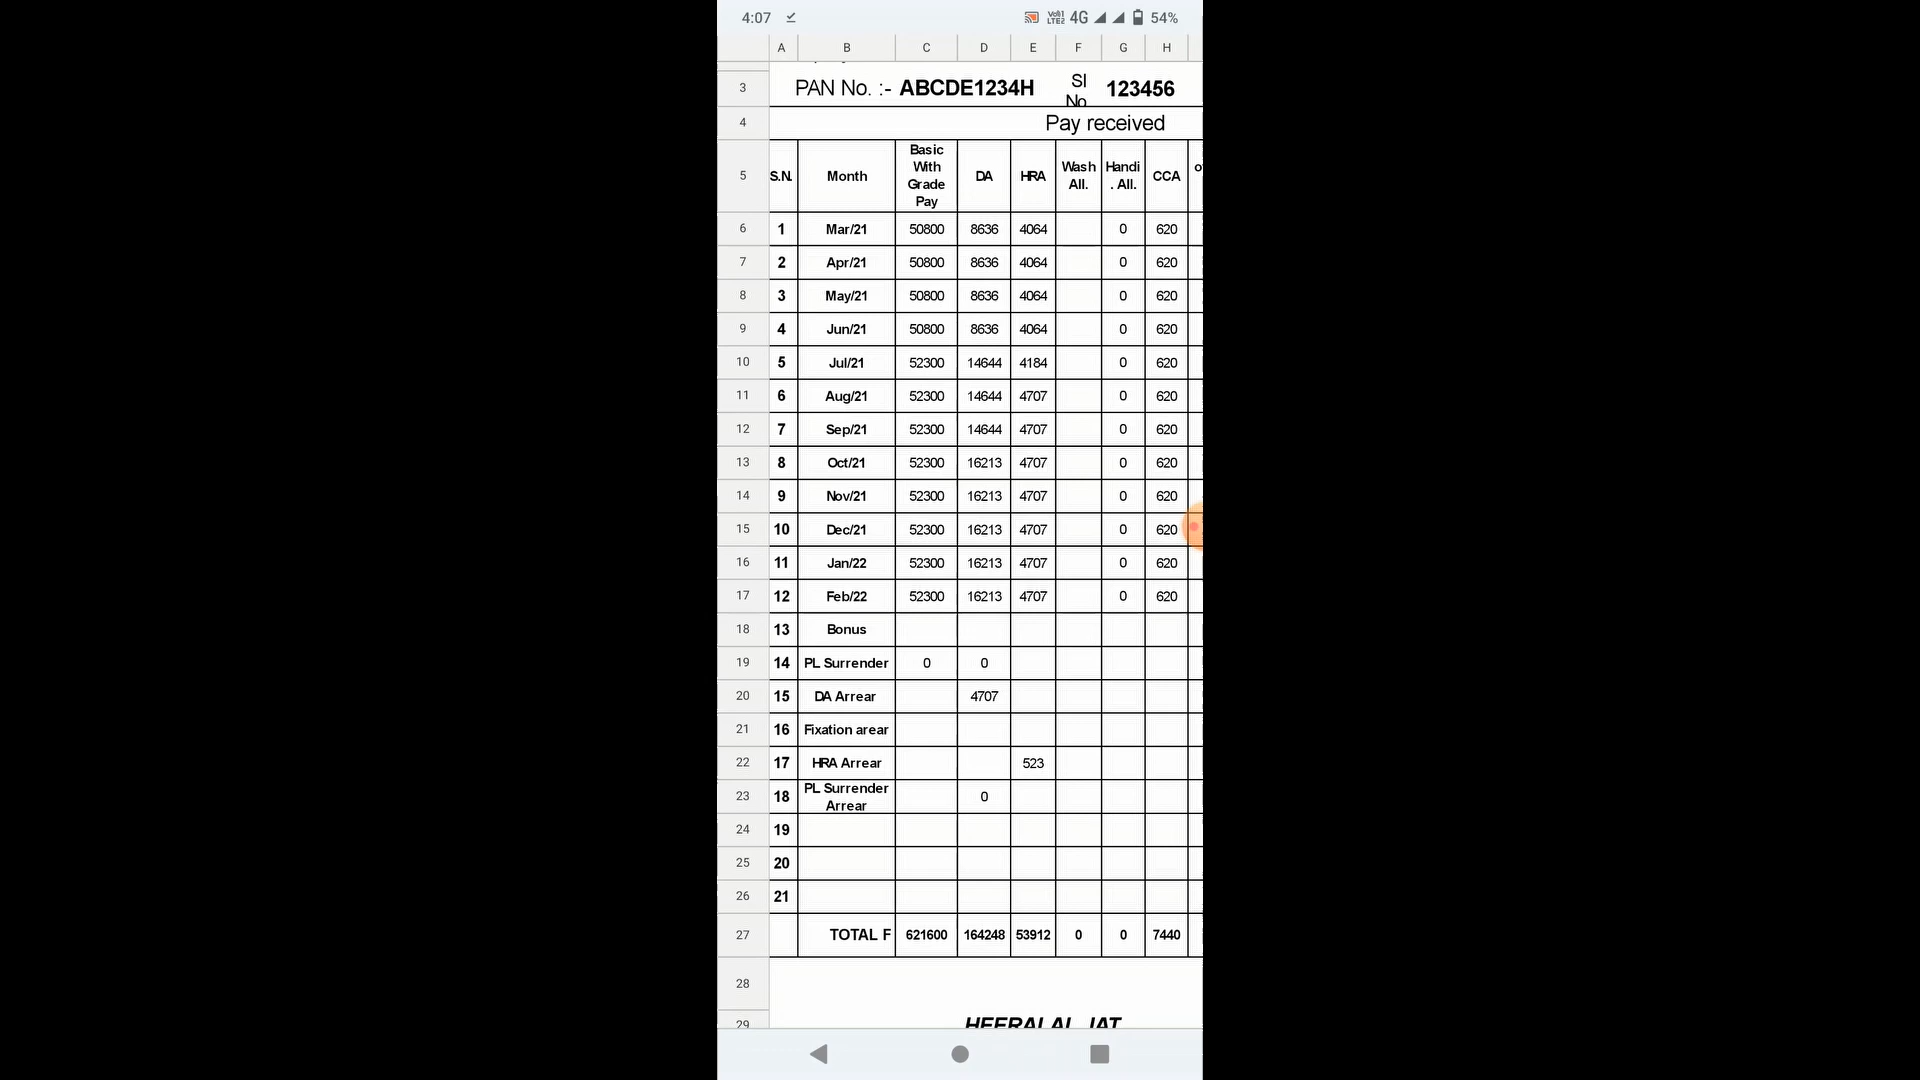 4:07 4G 54%
A B C D E F G H
3 PAN No. :- ABCDE1234H SI No 123456
4 Pay received
5 S.N. Month Basic With Grade Pay DA HRA Wash All. Handi . All. CCA
6 1 Mar/21 50800 8636 4064 0 620
7 2 Apr/21 50800 8636 4064 0 620
8 3 May/21 50800 8636 4064 0 620
9 4 Jun/21 50800 8636 4064 0 620
10 5 Jul/21 52300 14644 4184 0 620
11 6 Aug/21 52300 14644 4707 0 620
12 7 Sep/21 52300 14644 4707 0 620
13 8 Oct/21 52300 16213 4707 0 620
14 9 Nov/21 52300 16213 4707 0 620
15 10 Dec/21 52300 16213 4707 0 620
16 11 Jan/22 52300 16213 4707 0 620
17 12 Feb/22 52300 16213 4707 0 620
18 13 Bonus
19 14 PL Surrender 0 0
20 15 DA Arrear 4707
21 16 Fixation arear
22 17 HRA Arrear 523
23 18 PL Surrender Arrear 0
24 19
25 20
26 21
27 TOTAL F 621600 164248 53912 0 0 7440
28
29 HEERALAL JAT